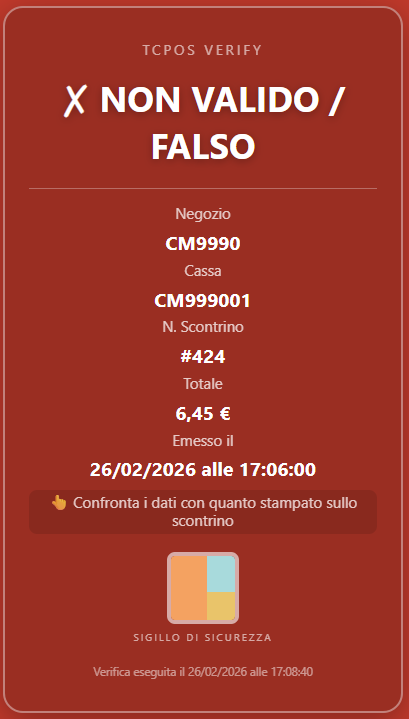 TCPOS VERIFY
✗ NON VALIDO /
FALSO
Negozio
CM9990
Cassa
CM999001
N. Scontrino
#424
Totale
6,45 €
Emesso il
26/02/2026 alle 17:06:00
👆 Confronta i dati con quanto stampato sullo
scontrino
SIGILLO DI SICUREZZA
Verifica eseguita il 26/02/2026 alle 17:08:40